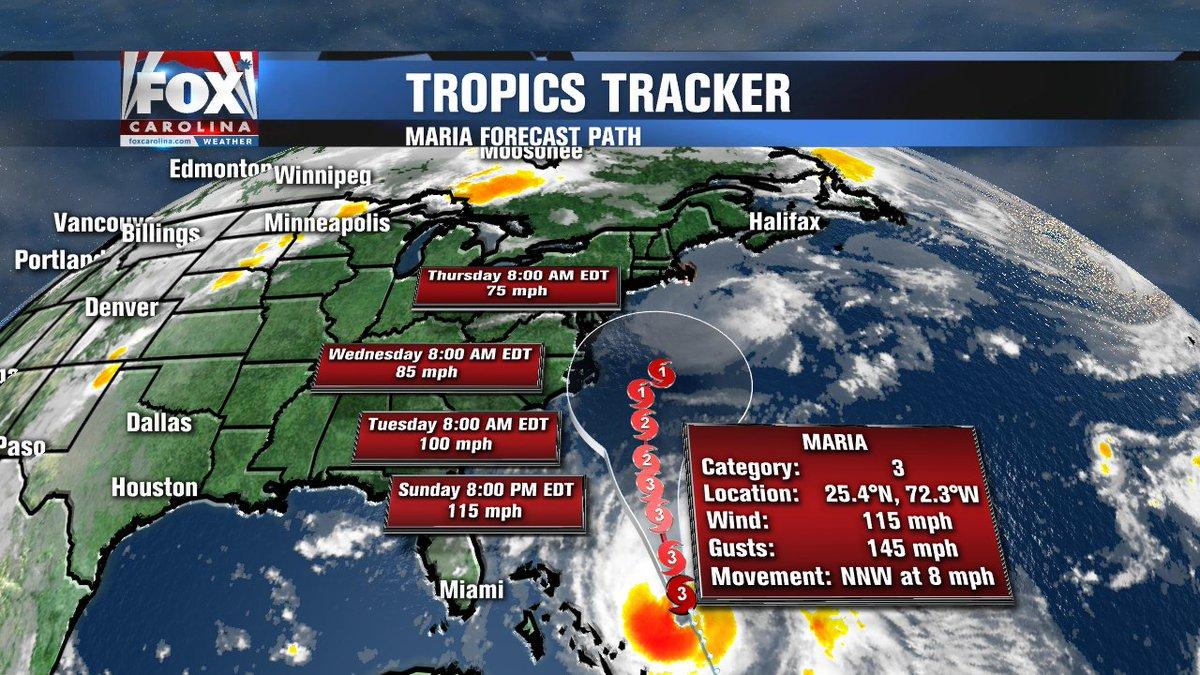 FOX
CAROLINA
foxcarolina.com WEATHER
TROPICS TRACKER
MARIA FORECAST PATH
Moosonee
Edmonton
Winnipeg
Vancouv
Billings
Minneapolis
Halifax
Portland
Denver
Thursday 8:00 AM EDT
75 mph
Wednesday 8:00 AM EDT
85 mph
1
1
Dallas
Tuesday 8:00 AM EDT
100 mph
2
2
Paso
Houston
Sunday 8:00 PM EDT
115 mph
3
3
3
3
Miami
MARIA
Category: 3
Location: 25.4°N, 72.3°W
Wind: 115 mph
Gusts: 145 mph
Movement: NNW at 8 mph